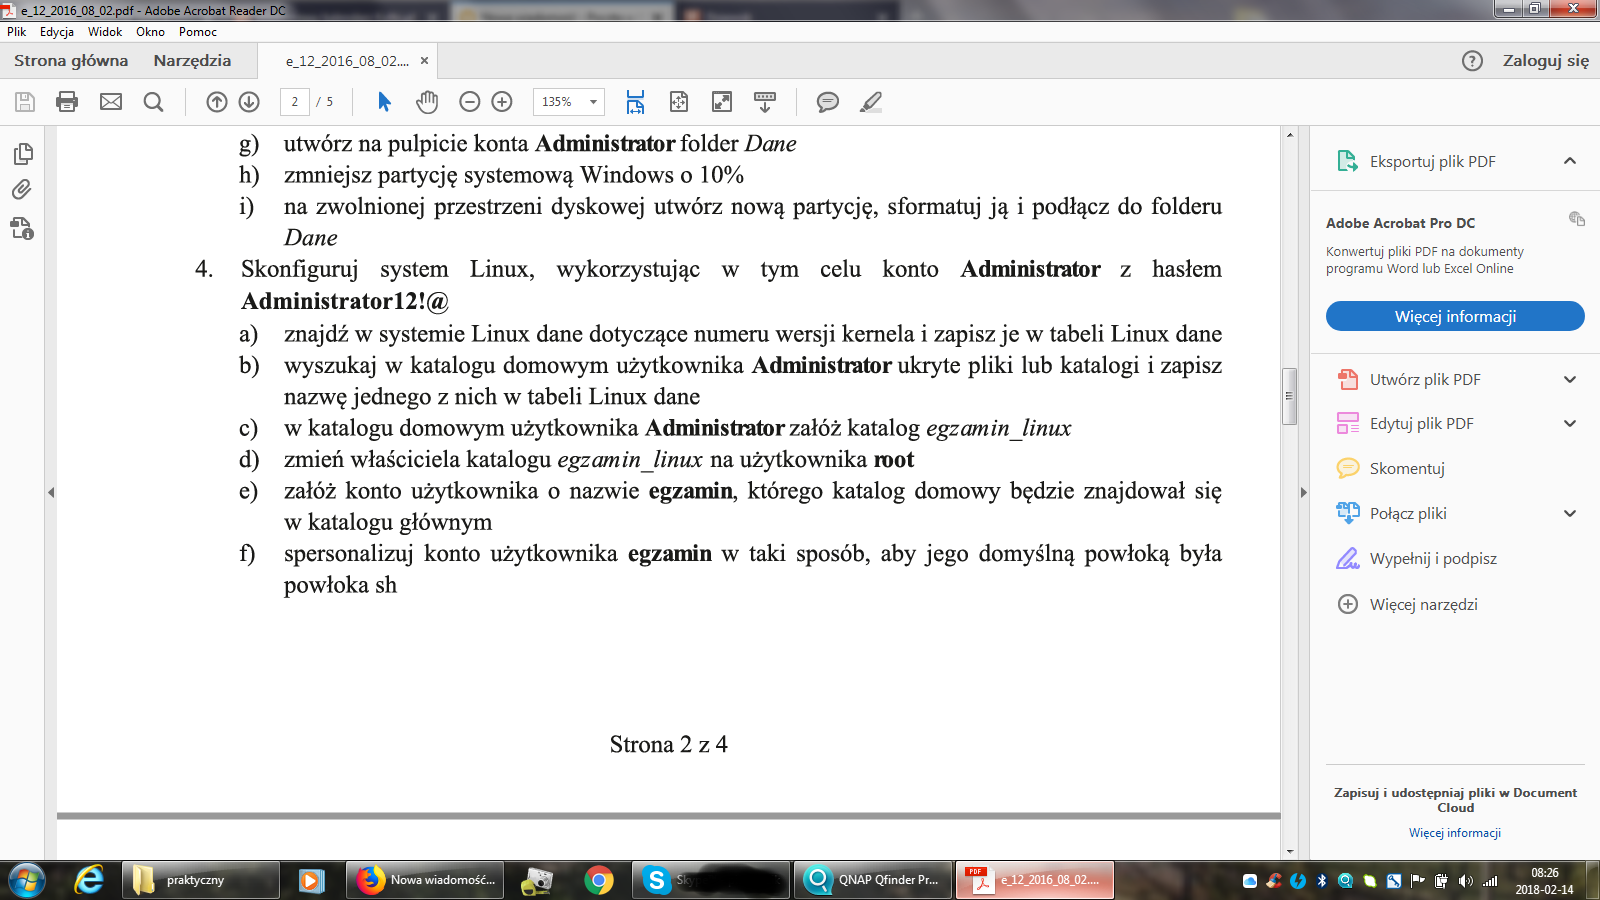 e_12_2016_08_02.pdf - Adobe Acrobat Reader DC
Plik Edycja Widok Okno Pomoc
Strona główna Narzędzia e_12_2016_08_02.... × Zaloguj się
2 / 5 135%
g) utwórz na pulpicie konta Administrator folder Dane
h) zmniejsz partycję systemową Windows o 10%
i) na zwolnionej przestrzeni dyskowej utwórz nową partycję, sformatuj ją i podłącz do folderu
Dane
4. Skonfiguruj system Linux, wykorzystując w tym celu konto Administrator z hasłem
Administrator12!@
a) znajdź w systemie Linux dane dotyczące numeru wersji kernela i zapisz je w tabeli Linux dane
b) wyszukaj w katalogu domowym użytkownika Administrator ukryte pliki lub katalogi i zapisz
nazwę jednego z nich w tabeli Linux dane
c) w katalogu domowym użytkownika Administrator załóż katalog egzamin_linux
d) zmień właściciela katalogu egzamin_linux na użytkownika root
e) załóż konto użytkownika o nazwie egzamin, którego katalog domowy będzie znajdował się
w katalogu głównym
f) spersonalizuj konto użytkownika egzamin w taki sposób, aby jego domyślną powłoką była
powłoka sh
Strona 2 z 4
Eksportuj plik PDF
Adobe Acrobat Pro DC
Konwertuj pliki PDF na dokumenty
programu Word lub Excel Online
Więcej informacji
Utwórz plik PDF
Edytuj plik PDF
Skomentuj
Połącz pliki
Wypełnij i podpisz
Więcej narzędzi
Zapisuj i udostępniaj pliki w Document
Cloud
Więcej informacji
praktyczny
Nowa wiadomość...
QNAP Qfinder Pr...
PDF
e_12_2016_08_02....
08:26
2018-02-14